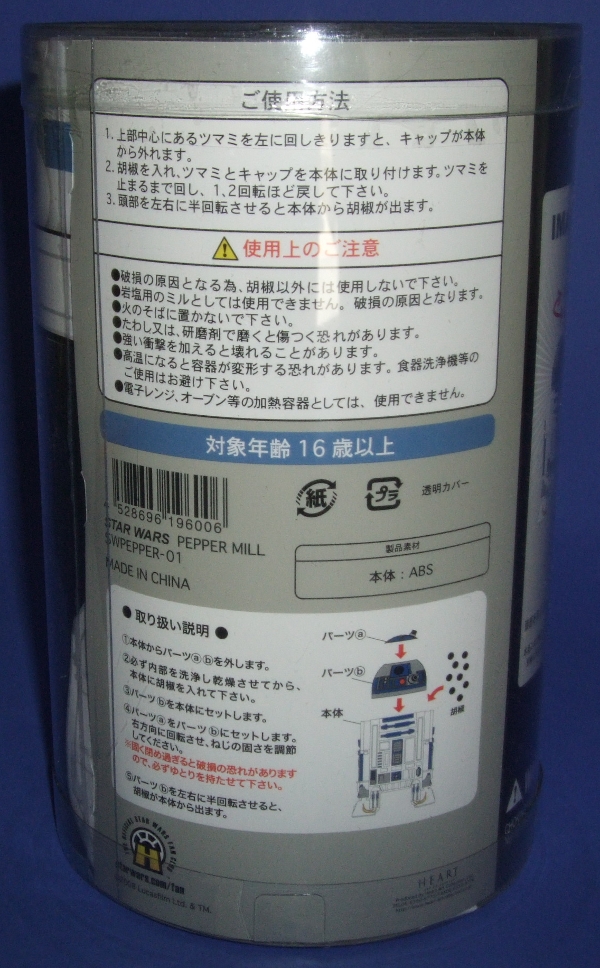 ご使用方法
1. 上部中心にあるツマミを左に回しきりますと、キャップが本体
から外れます。
2. 胡椒を入れ、ツマミとキャップを本体に取り付けます。ツマミを
止まるまで回し、1、2回転ほど戻して下さい。
3. 頭部を左右に半回転させると本体から胡椒が出ます。
使用上のご注意
●破損の原因となる為、胡椒以外には使用しないで下い。
●岩塩用のミルとしては使用できません。破損の原因となります。
●火のそばに置かないで下さい。
●たわし又は、研磨剤で磨くと傷つく恐れがあります。
●強い衝撃を加えると壊れることがあります。
●高温になると容器が変形する恐れがあります。食器洗浄機等の
ご使用はお避け下さい。
●電子レンジ、オーブン等の加熱容器としては、使用できません。
対象年齢 16 歳以上
紙
プラ
透明カバー
4 528696 196006
STAR WARS PEPPER MILL
SWPEPPER-01
MADE IN CHINA
製品素材
本体：ABS
● 取り扱い説明 ●
①本体からパーツⓐⓑを外します。
②必ず内部を洗浄し乾燥させてから、
本体に胡椒を入れて下さい。
③パーツⓑを本体にセットします。
④パーツⓐをパーツⓑにセットします。
右方向に回転させ、ねじの固さを調節
してください。
※固く閉め過ぎると破損の恐れがあります
ので、必ずゆとりを持たせて下さい。
⑤パーツⓑを左右に半回転させると、
胡椒が本体から出ます。
パーツⓐ
パーツⓑ
本体
胡椒
THE OFFICIAL STAR WARS FAN CLUB
starwars.com/fan
Lucasfilm Ltd. & TM.
HEART